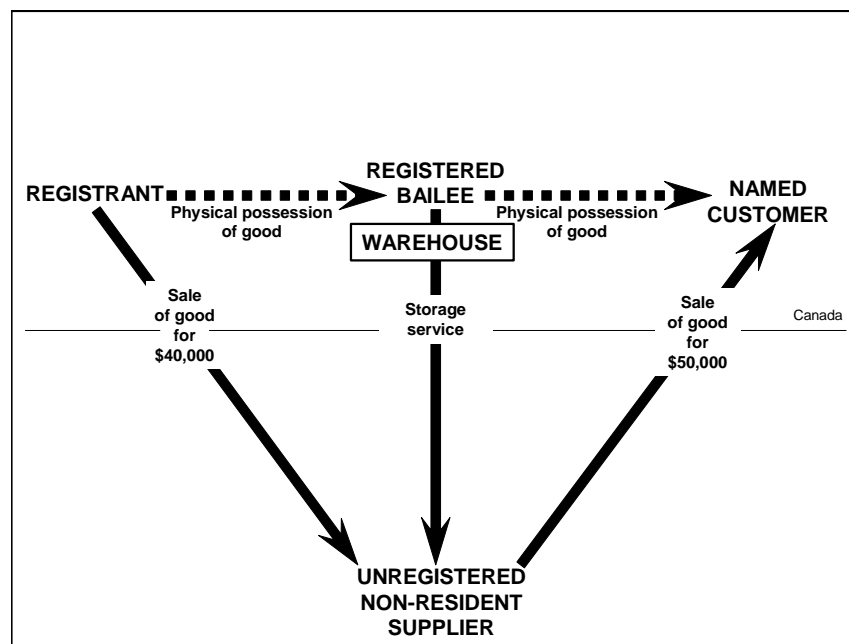 REGISTRANT
Physical possession
of good
REGISTERED
BAILEE
WAREHOUSE
Physical possession
of good
NAMED
CUSTOMER
Sale
of good
for
$40,000
Storage
service
Sale
of good
for
$50,000
Canada
UNREGISTERED
NON-RESIDENT
SUPPLIER